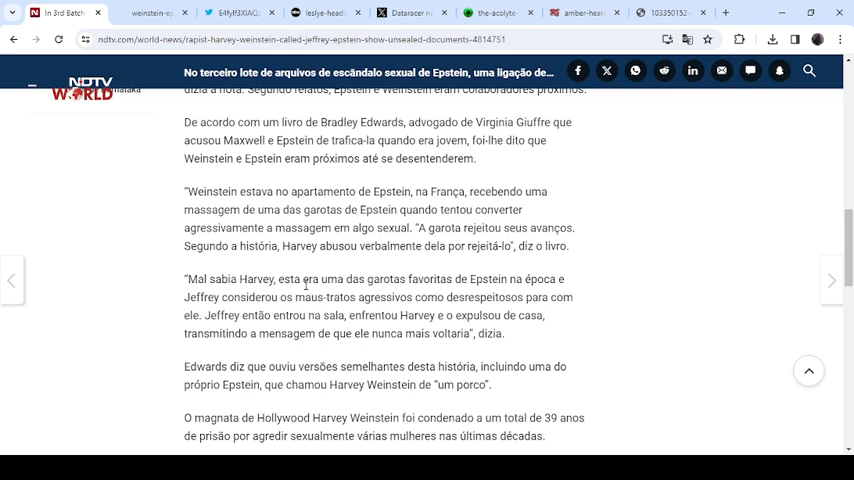 In 3rd Batch
weinstein-ep
E4fyIf3XIAQ
leslye-headl
Dataracer n
the-acolyte
amber-hear
103350152-
ndtv.com/world-news/rapist-harvey-weinstein-called-jeffrey-epstein-show-unsealed-documents-4814751
NDTV
WORLD
No terceiro lote de arquivos de escândalo sexual de Epstein, uma ligação de...
dizia a nota. Segundo relatos, Epstein e Weinstein eram colaboradores próximos.
De acordo com um livro de Bradley Edwards, advogado de Virginia Giuffre que
acusou Maxwell e Epstein de trafica-la quando era jovem, foi-lhe dito que
Weinstein e Epstein eram próximos até se desentenderem.
“Weinstein estava no apartamento de Epstein, na França, recebendo uma
massagem de uma das garotas de Epstein quando tentou converter
agressivamente a massagem em algo sexual. “A garota rejeitou seus avanços.
Segundo a história, Harvey abusou verbalmente dela por rejeitá-lo”, diz o livro.
“Mal sabia Harvey, esta era uma das garotas favoritas de Epstein na época e
Jeffrey considerou os maus-tratos agressivos como desrespeitosos para com
ele. Jeffrey então entrou na sala, enfrentou Harvey e o expulsou de casa,
transmitindo a mensagem de que ele nunca mais voltaria”, dizia.
Edwards diz que ouviu versões semelhantes desta história, incluindo uma do
próprio Epstein, que chamou Harvey Weinstein de “um porco”.
O magnata de Hollywood Harvey Weinstein foi condenado a um total de 39 anos
de prisão por agredir sexualmente várias mulheres nas últimas décadas.